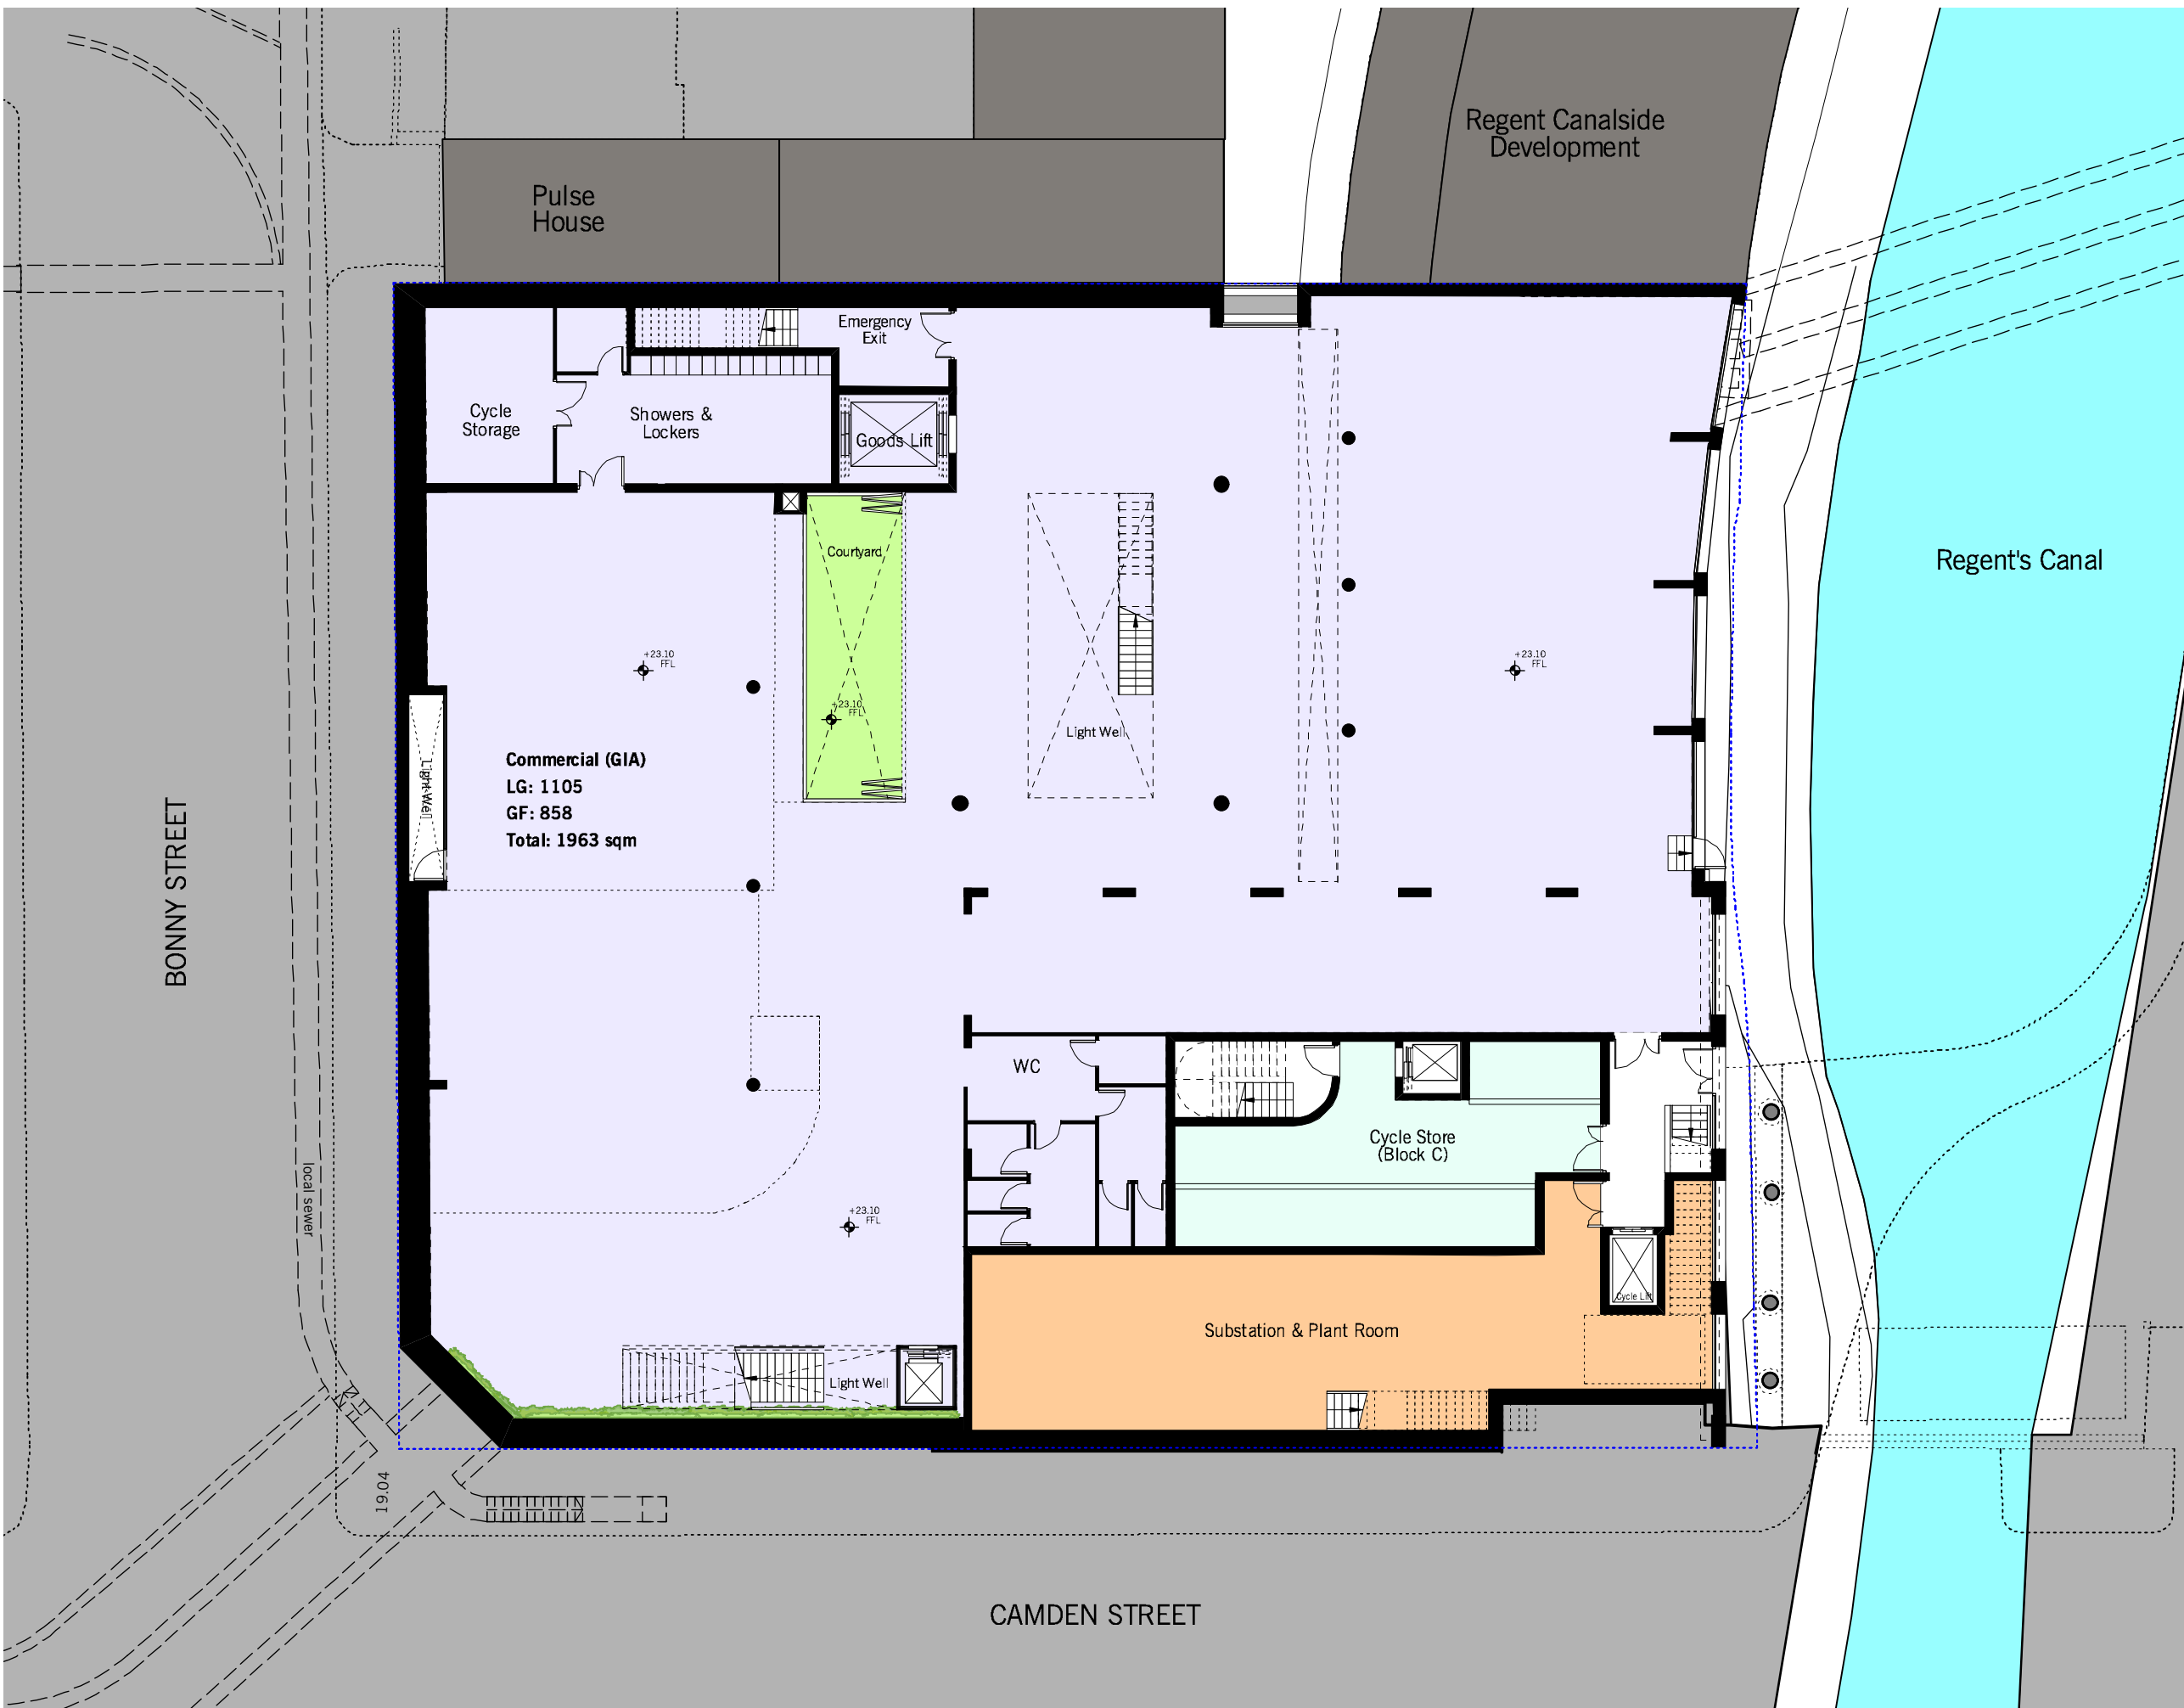 Regent Canalside
Development
Pulse
House
Emergency
Exit
Cycle
Storage
Showers &
Lockers
Goods Lift
Courtyard
Regent's Canal
+23.10
FFL
+23.10
FFL
+23.10
FFL
Light Well
Light Well
Commercial (GIA)
LG: 1105
GF: 858
Total: 1963 sqm
BONNY STREET
WC
Cycle Store
(Block C)
local sewer
+23.10
FFL
Cycle Lift
Substation & Plant Room
Light Well
19.04
CAMDEN STREET